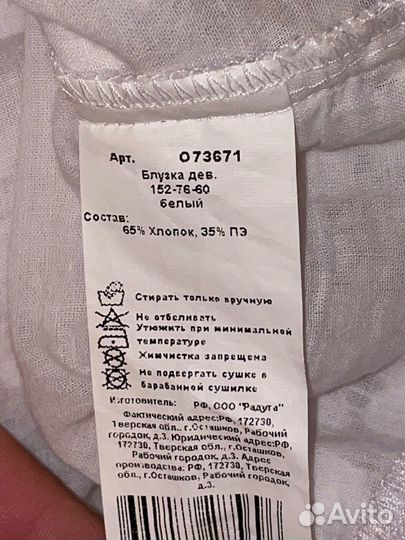 Арт. 073671
Блузка дев.
152-76-60
белый
Состав:
65% Хлопок, 35% ПЭ
Стирать только вручную
Не отбеливать
Утюжить при минимальной
температуре
Химчистка запрещена
Не подвергать сушке в
барабанной сушилке
Изготовитель: РФ, ООО "Радуга"
Фактический адрес:РФ, 172730,
Тверская обл., г.Осташков, Рабочий
городок, д.3. Юридический адрес:РФ,
172730, Тверская обл., г.Осташков,
Рабочий городок, д.3. Адрес
производства: РФ, 172730, Тверская
обл., г.Осташков, Рабочий городок,
д.3.
Avito